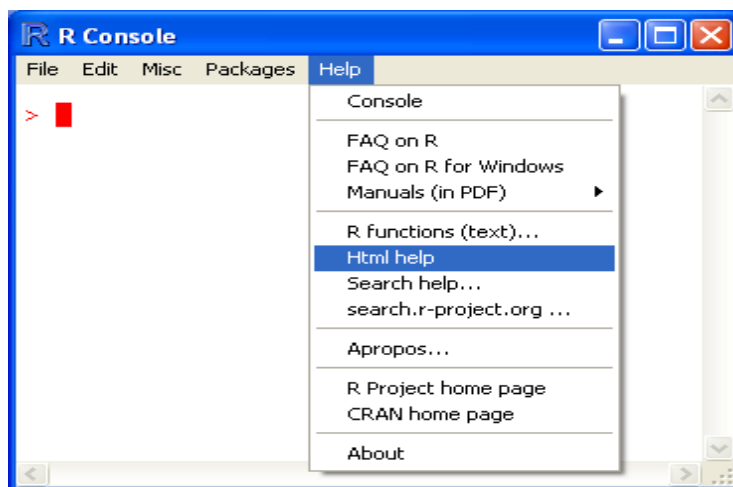 R R Console
File Edit Misc Packages Help
>
Console
FAQ on R
FAQ on R for Windows
Manuals (in PDF)
R functions (text)...
Html help
Search help...
search.r-project.org ...
Apropos...
R Project home page
CRAN home page
About